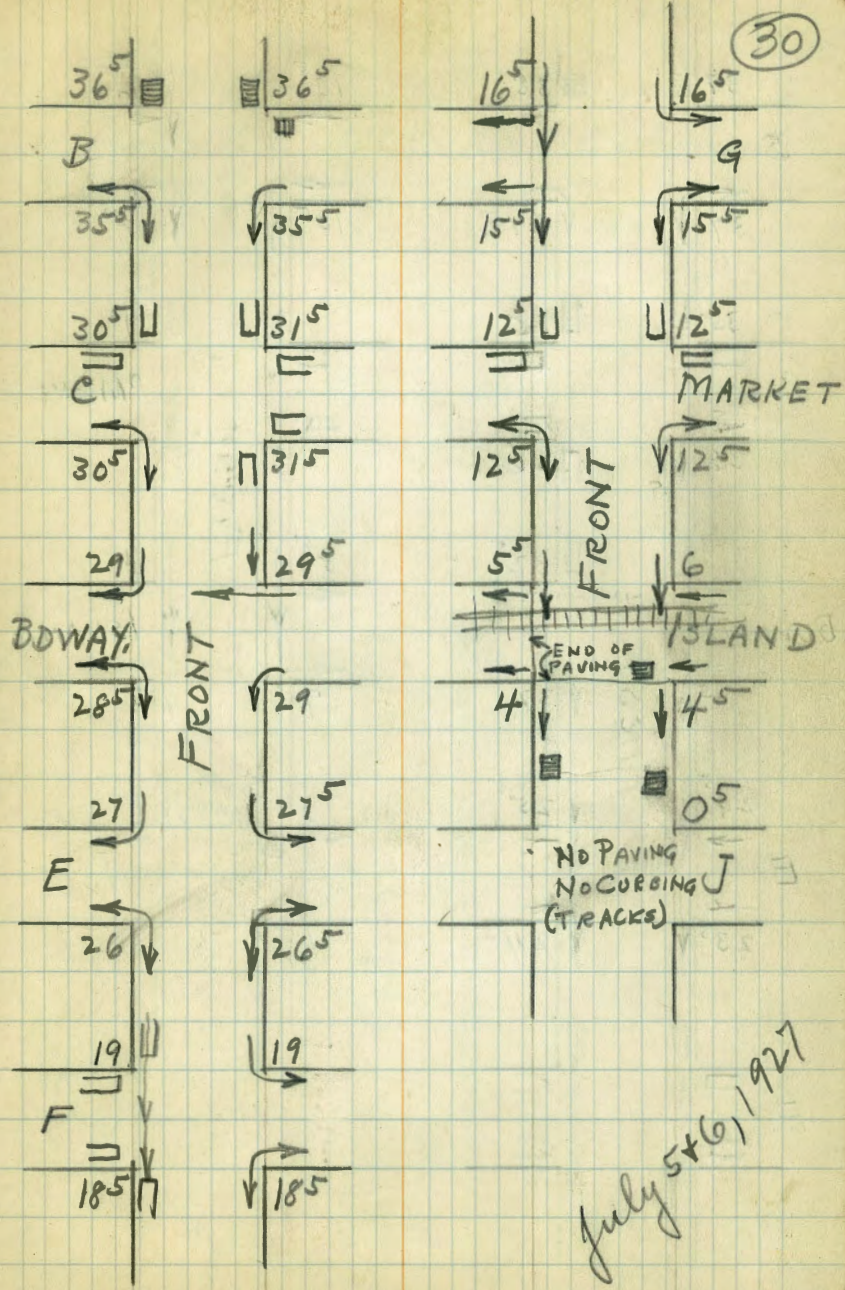 30
36⁵ 36⁵
B
35⁵ 35⁵
30⁵ 31⁵
C
30⁵ 31⁵
29 29⁵
BDWAY. FRONT
28⁵ 29
27 27⁵
E
26 26⁵
19 19
F
18⁵ 18⁵
16⁵ 16⁵
G
15⁵ 15⁵
12⁵ 12⁵
MARKET
12⁵ 12⁵
FRONT
5⁵ 6
ISLAND
END OF
PAVING
4 4⁵
0⁵
NO PAVING
NO CURBING J
(TRACKS)
July 5+6, 1927